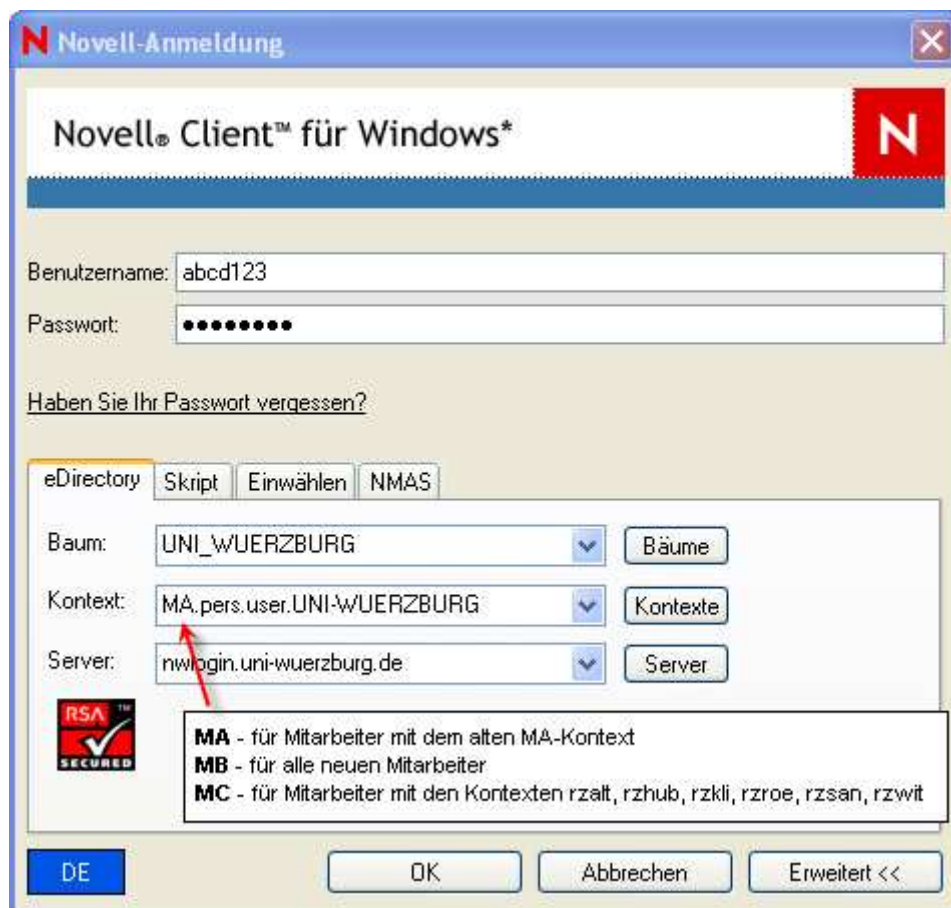 N Novell-Anmeldung
Novell® Client™ für Windows*
N
Benutzername: abcd123
Passwort: ●●●●●●●●
Haben Sie Ihr Passwort vergessen?
eDirectory Skript Einwählen NMAS
Baum: UNI_WUERZBURG Bäume
Kontext: MA.pers.user.UNI-WUERZBURG Kontexte
Server: nwlogin.uni-wuerzburg.de Server
RSA ™
SECURED
MA - für Mitarbeiter mit dem alten MA-Kontext
MB - für alle neuen Mitarbeiter
MC - für Mitarbeiter mit den Kontexten rzalt, rzhub, rzkli, rzroe, rzsan, rzwit
DE OK Abbrechen Erweitert <<